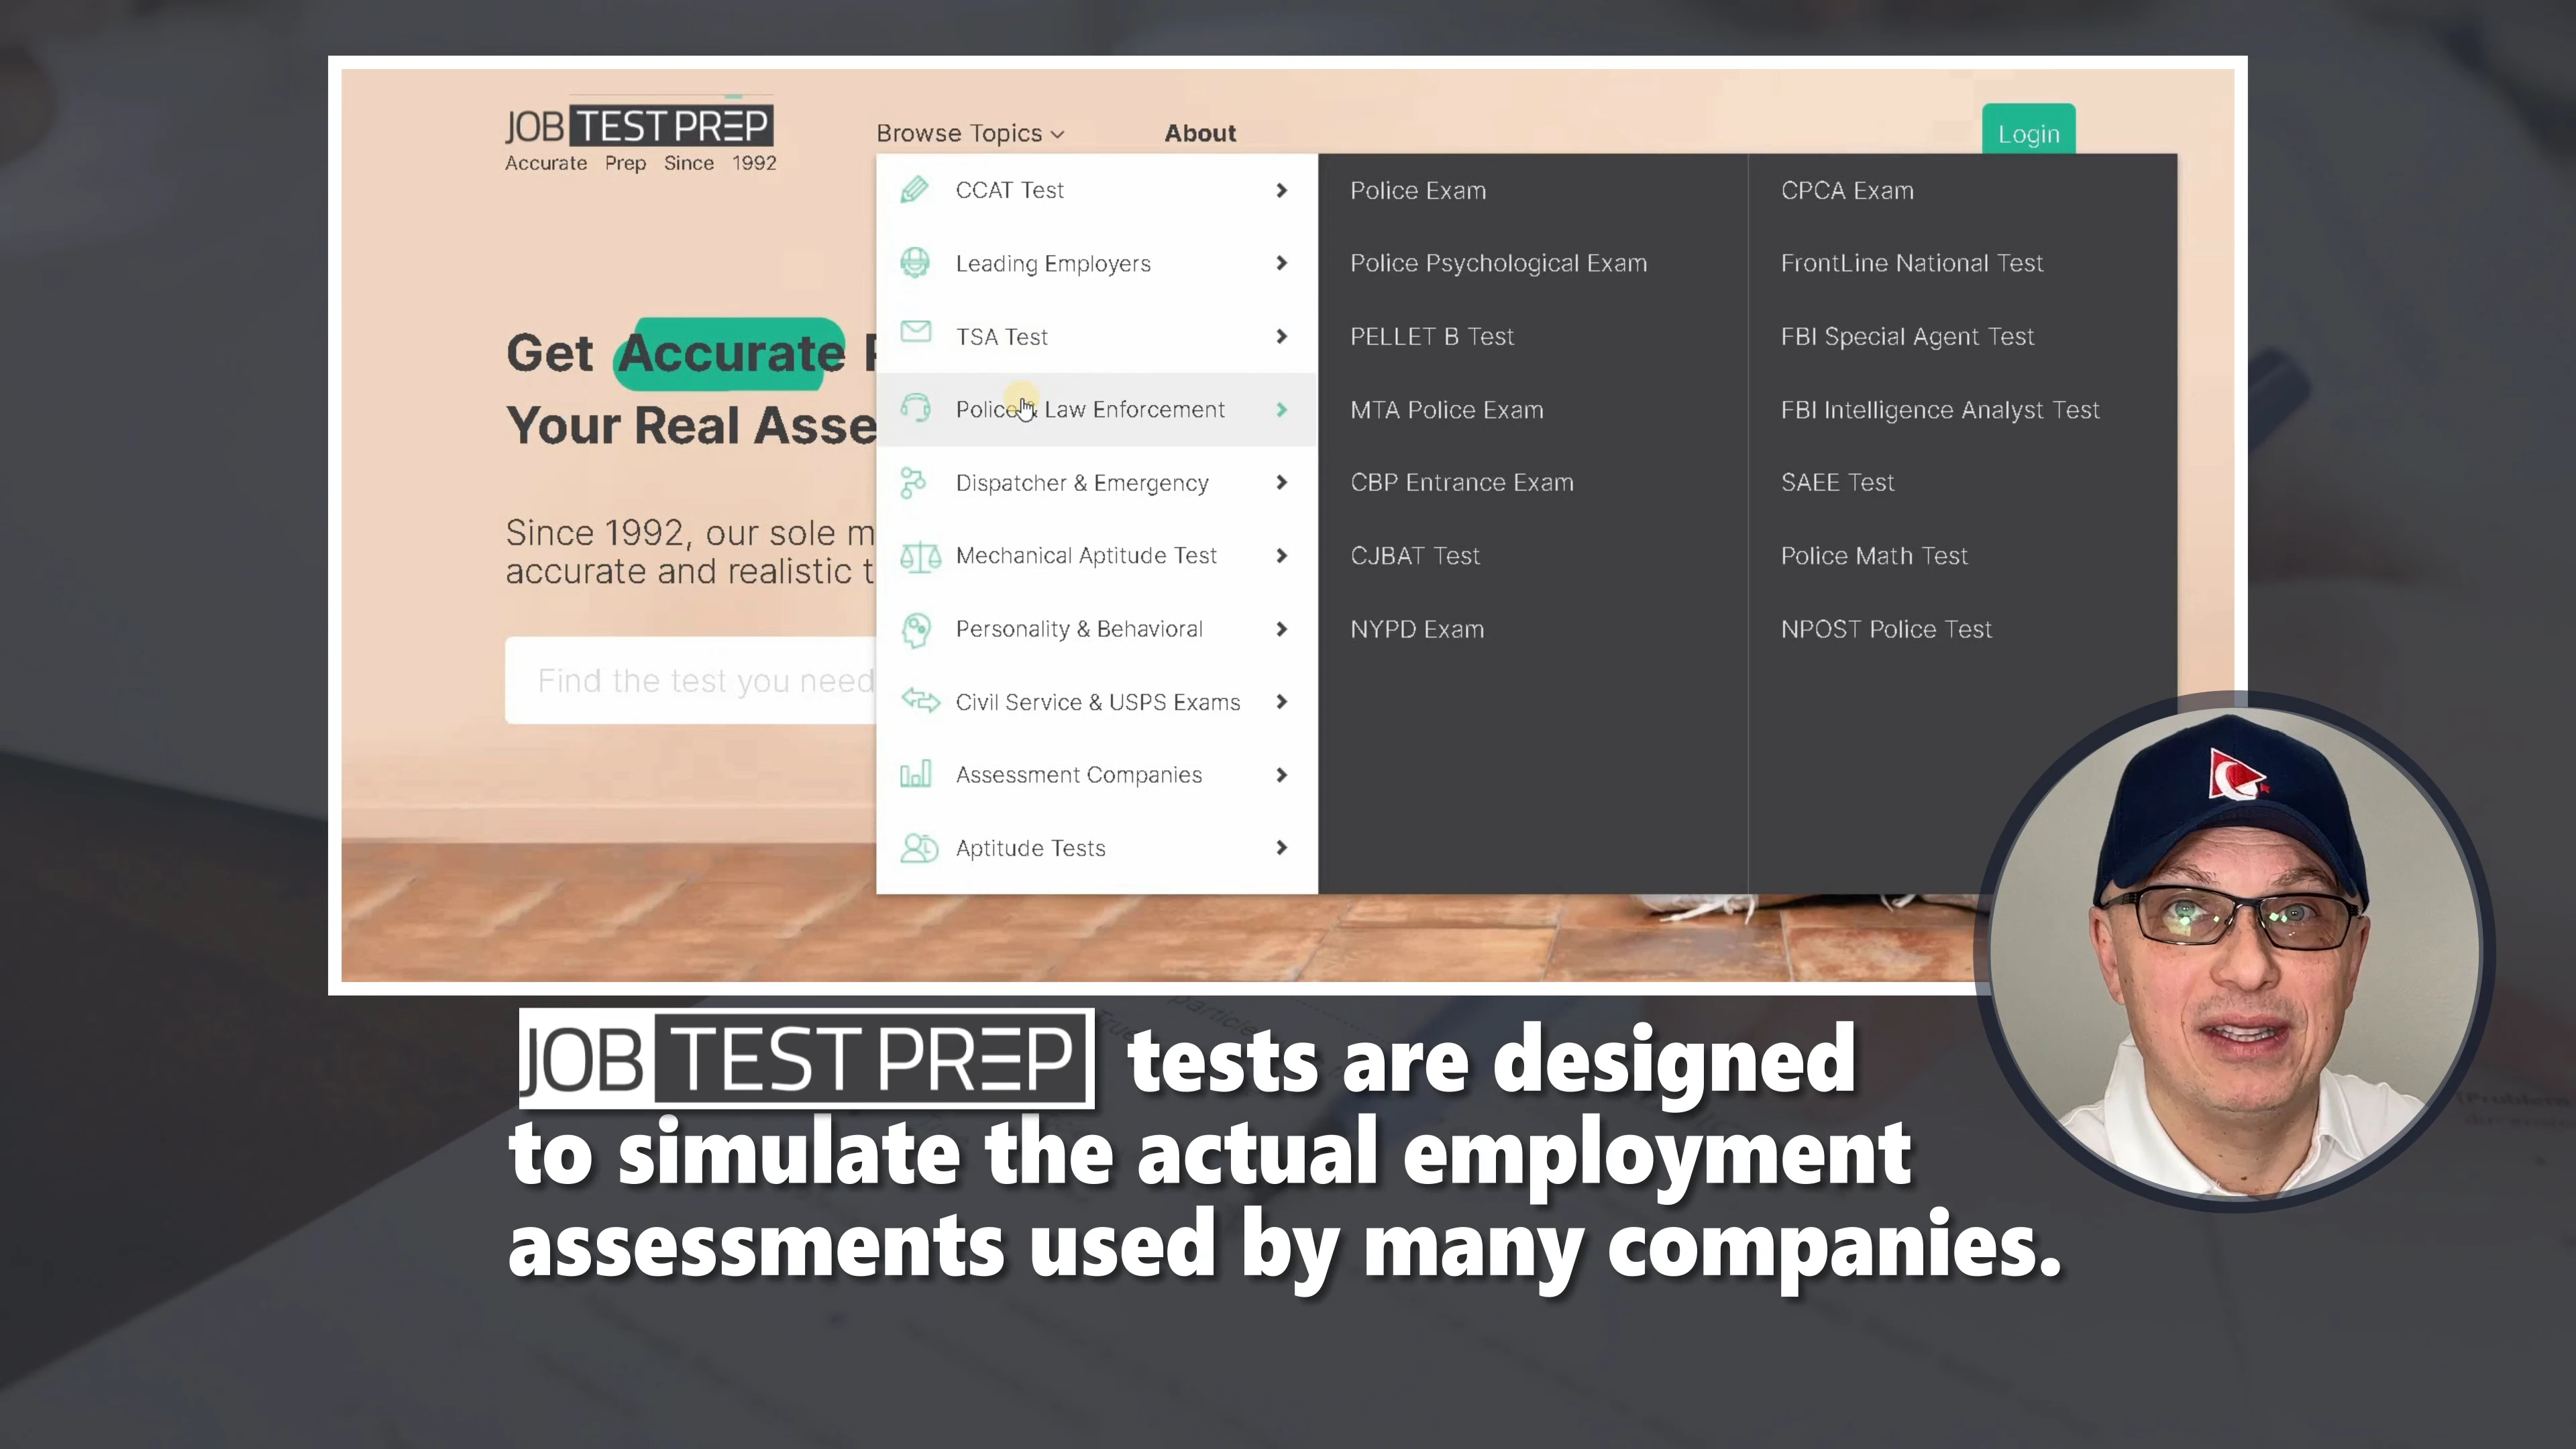 JOB TEST PREP
Accurate Prep Since 1992
Browse Topics
About
Login
Get Accurate
Your Real Asse
Since 1992, our sole m
accurate and realistic t
Find the test you need
CCAT Test
Leading Employers
TSA Test
Police & Law Enforcement
Dispatcher & Emergency
Mechanical Aptitude Test
Personality & Behavioral
Civil Service & USPS Exams
Assessment Companies
Aptitude Tests
Police Exam
Police Psychological Exam
PELLET B Test
MTA Police Exam
CBP Entrance Exam
CJBAT Test
NYPD Exam
CPCA Exam
FrontLine National Test
FBI Special Agent Test
FBI Intelligence Analyst Test
SAEE Test
Police Math Test
NPOST Police Test
JOB TEST PREP tests are designed
to simulate the actual employment
assessments used by many companies.